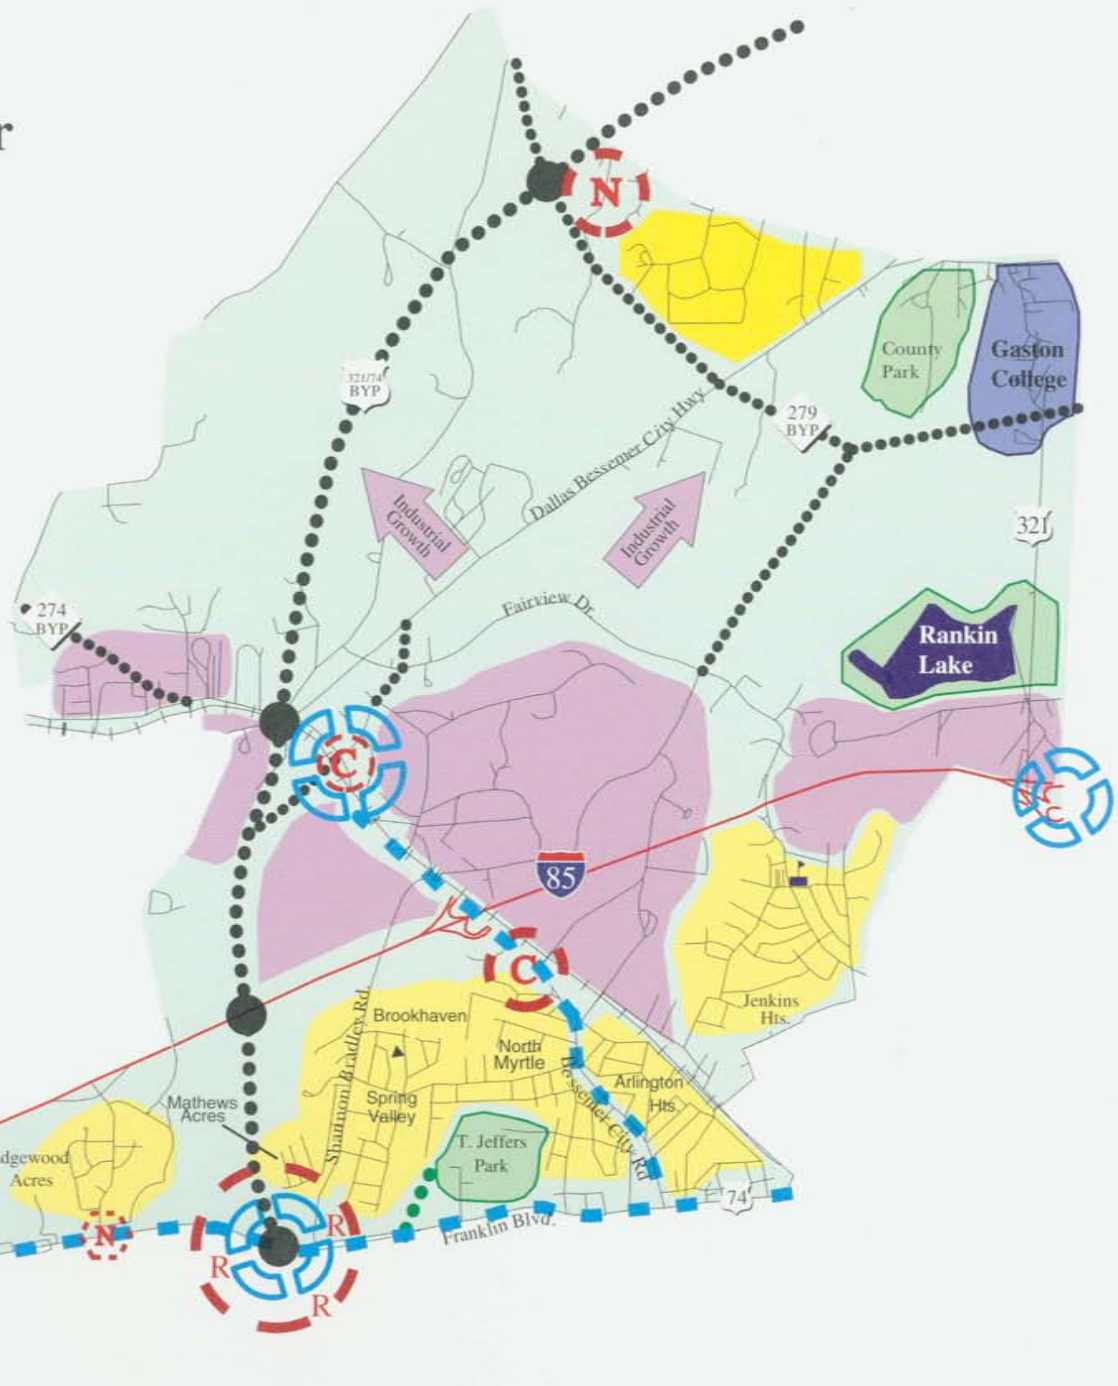 r
N
County
Park
Gaston
College
321/74
BYP
279
BYP
Dallas Bessemer City Hwy
Industrial
Growth
Industrial
Growth
321
274
BYP
Fairview Dr.
Rankin
Lake
C
85
C
Jenkins
Hts.
Brookhaven
North
Myrtle
Shannon Bradley Rd.
Spring
Valley
Arlington
Hts.
Bessemer City Rd
Mathews
Acres
T. Jeffers
Park
dgewood
Acres
74
N
R
Franklin Blvd.
R
R